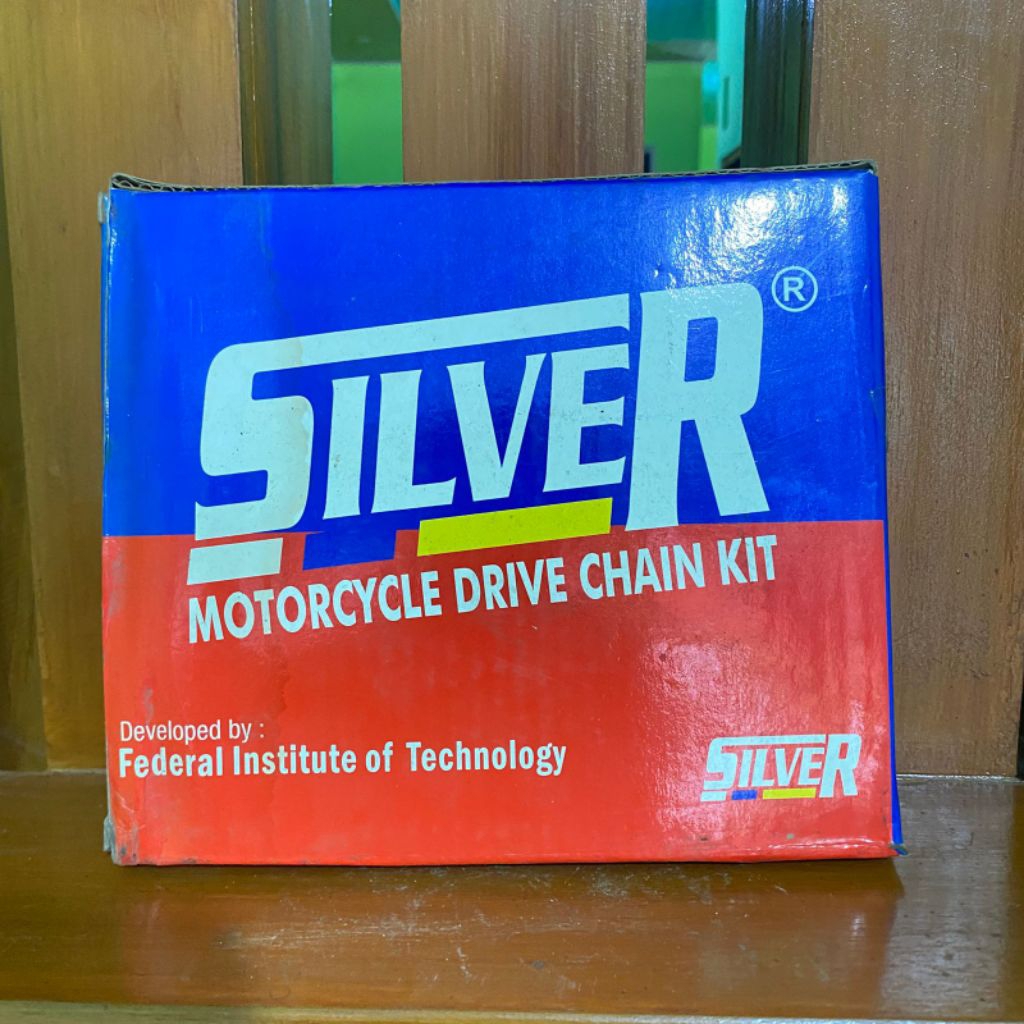 SILVER ®
MOTORCYCLE DRIVE CHAIN KIT
Developed by :
Federal Institute of Technology
SILVER